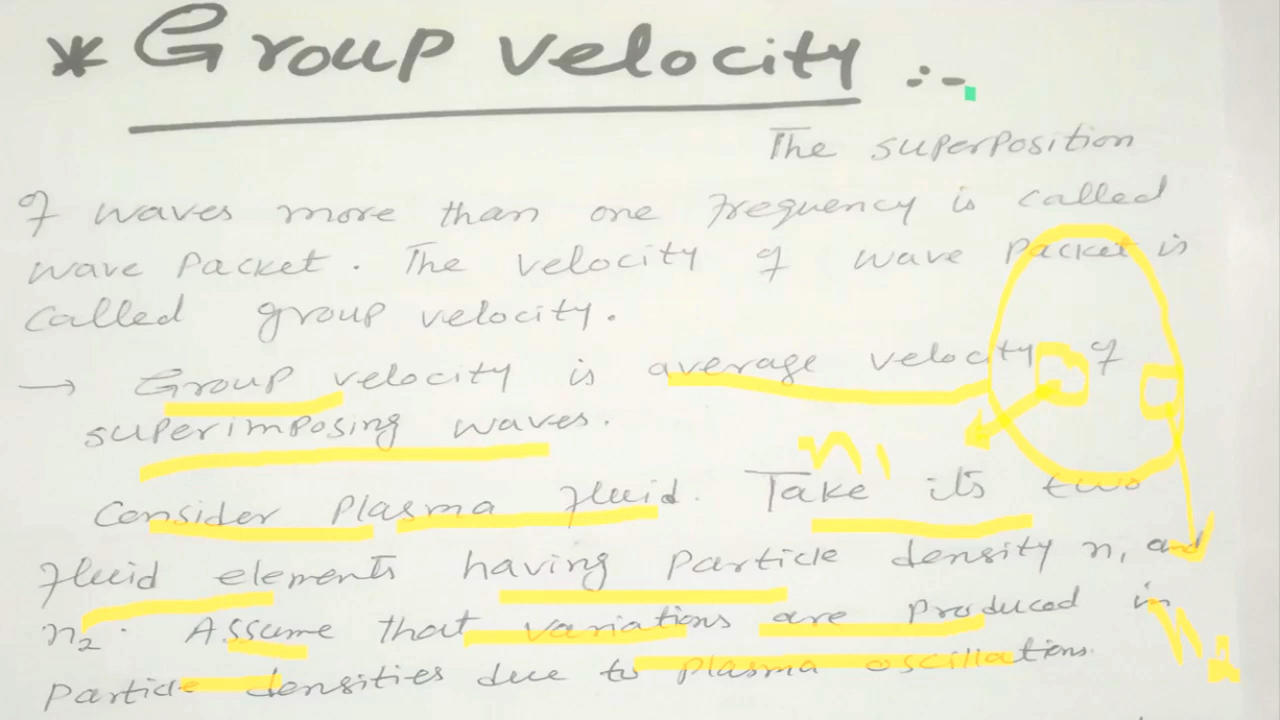 * Group velocity :-
The superposition
of waves more than one frequency is called
wave packet. The velocity of wave packet is
called group velocity.
→ Group velocity is average velocity of
superimposing waves.
n1
Consider plasma fluid. Take its two
fluid elements having particle density n1 and
n2. Assume that variations are produced in
n2
particle densities due to plasma oscillations.